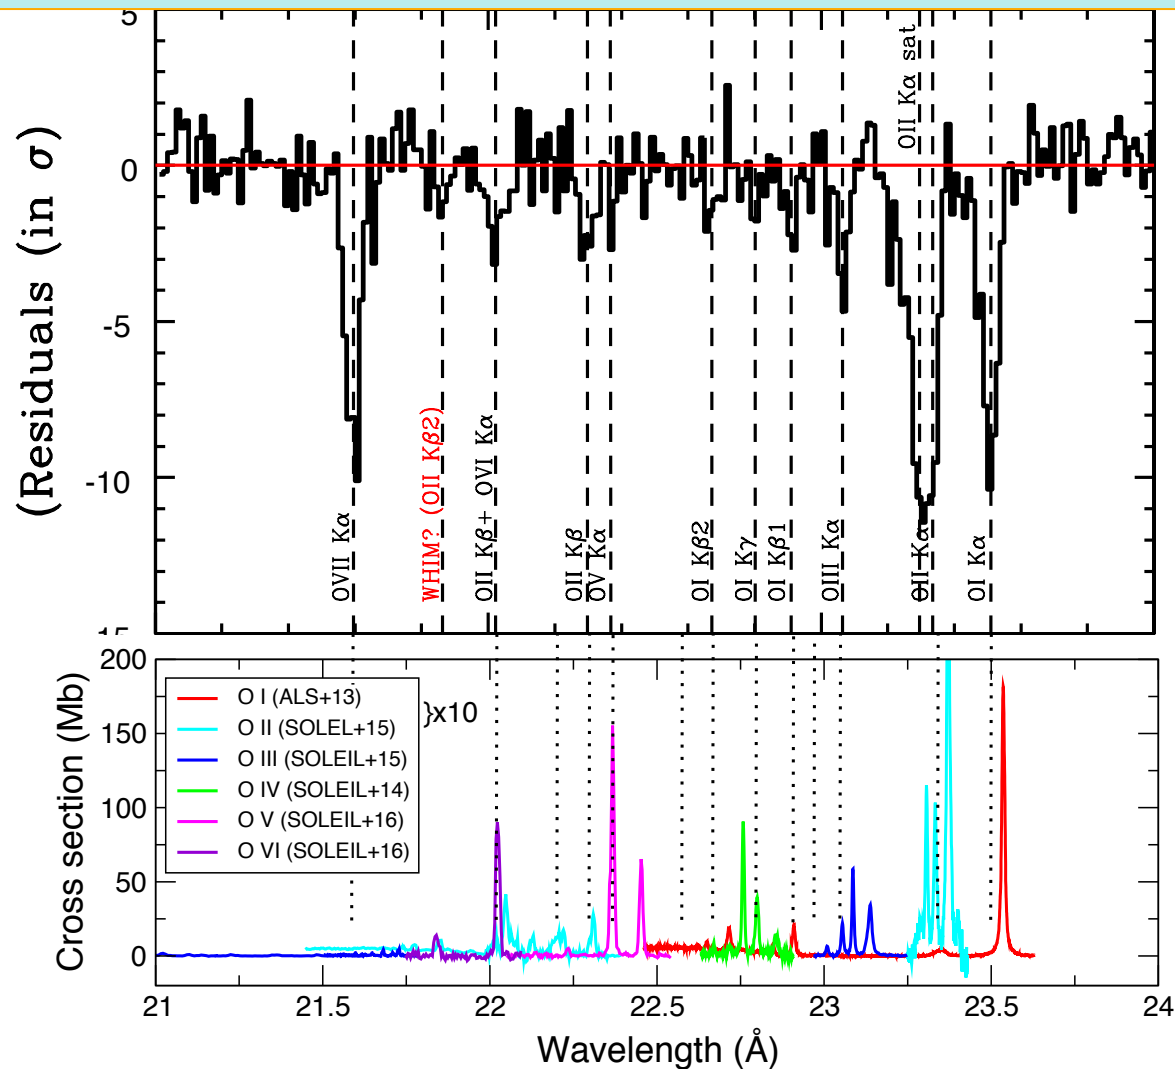 5
0
-5
-10
-15
(Residuals (in σ)
OVII Kα
WHIM? (OII Kβ2)
OII Kβ+ OVI Kα
OII Kβ
OV Kα
OI Kβ2
OI Kγ
OI Kβ1
OIII Kα
OII Kα sat
OII Kα
OI Kα
200
150
100
50
0
Cross section (Mb)
O I (ALS+13)
O II (SOLEL+15)
O III (SOLEIL+15)
O IV (SOLEIL+14)
O V (SOLEIL+16)
O VI (SOLEIL+16)
}x10
21 21.5 22 22.5 23 23.5 24
Wavelength (Å)